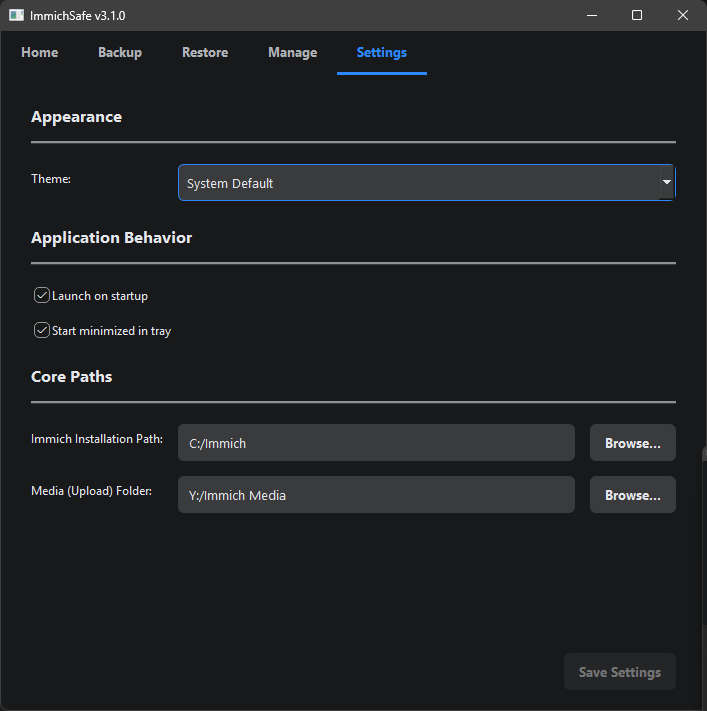 ImmichSafe v3.1.0
Home Backup Restore Manage Settings
Appearance
Theme: System Default
Application Behavior
Launch on startup
Start minimized in tray
Core Paths
Immich Installation Path: C:/Immich Browse...
Media (Upload) Folder: Y:/Immich Media Browse...
Save Settings